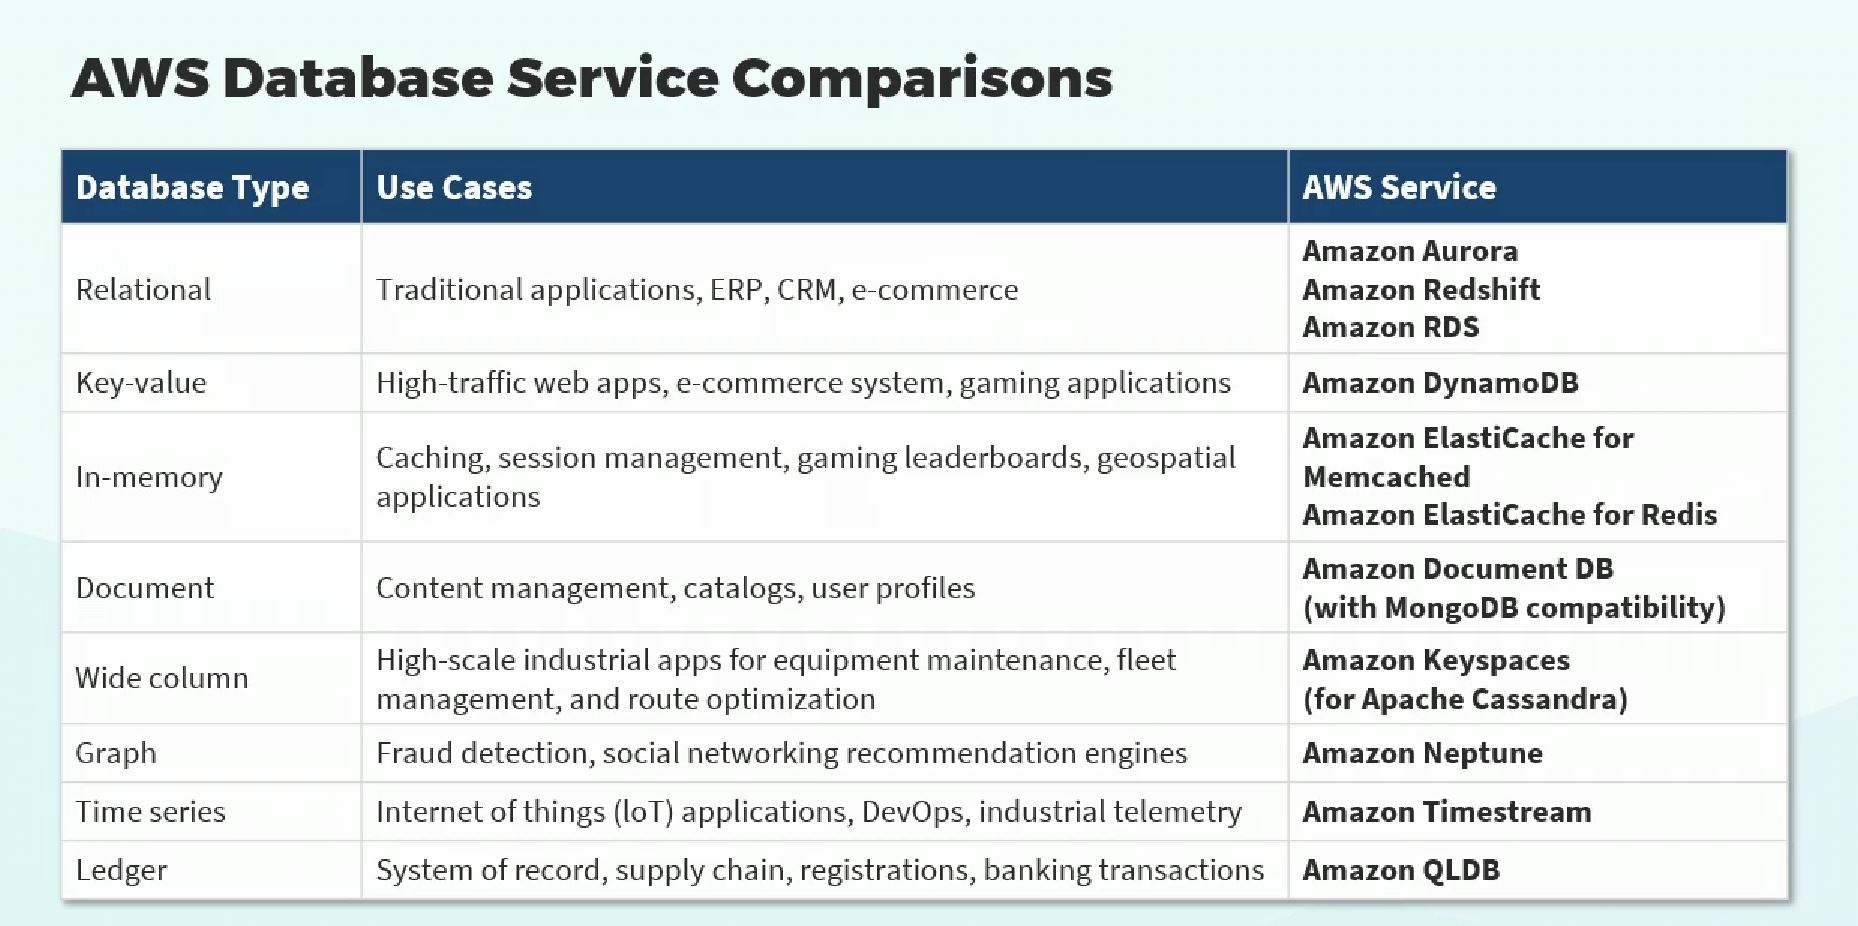 AWS Database Service Comparisons
Database Type
Use Cases
AWS Service
Relational
Traditional applications, ERP, CRM, e-commerce
Amazon Aurora
Amazon Redshift
Amazon RDS
Key-value
High-traffic web apps, e-commerce system, gaming applications
Amazon DynamoDB
In-memory
Caching, session management, gaming leaderboards, geospatial
applications
Amazon ElastiCache for
Memcached
Amazon ElastiCache for Redis
Document
Content management, catalogs, user profiles
Amazon Document DB
(with MongoDB compatibility)
Wide column
High-scale industrial apps for equipment maintenance, fleet
management, and route optimization
Amazon Keyspaces
(for Apache Cassandra)
Graph
Fraud detection, social networking recommendation engines
Amazon Neptune
Time series
Internet of things (IoT) applications, DevOps, industrial telemetry
Amazon Timestream
Ledger
System of record, supply chain, registrations, banking transactions
Amazon QLDB